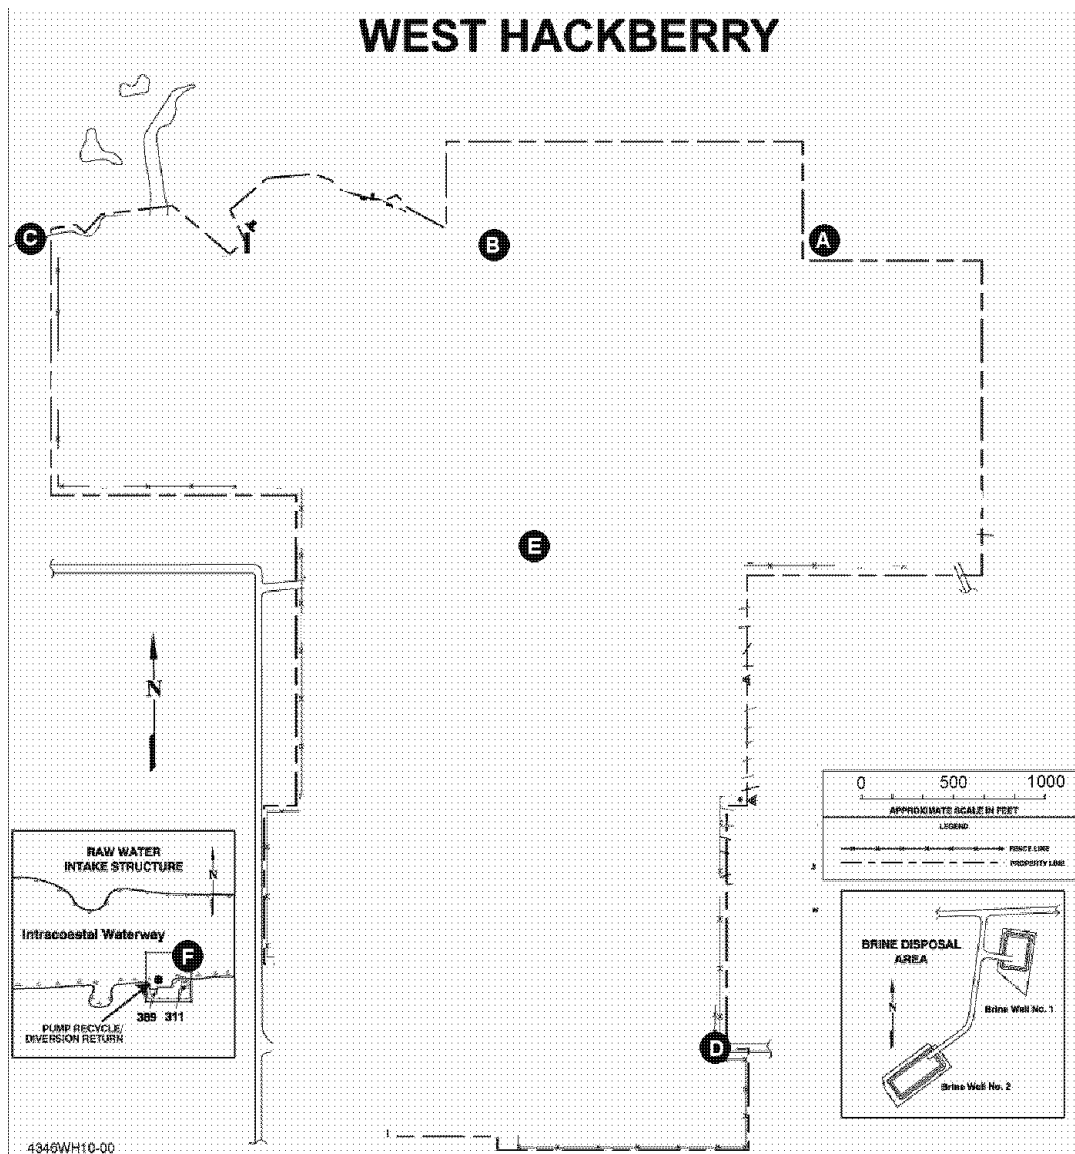 WEST HACKBERRY
C
B
A
E
N
0 500 1000
APPROXIMATE SCALE IN FEET
LEGEND
FENCE LINE
PROPERTY LINE
RAW WATER
INTAKE STRUCTURE
N
Intracoastal Waterway
F
389 311
PUMP RECYCLE/
DIVERSION RETURN
D
BRINE DISPOSAL
AREA
N
Brine Well No. 1
Brine Well No. 2
4346WH10-00